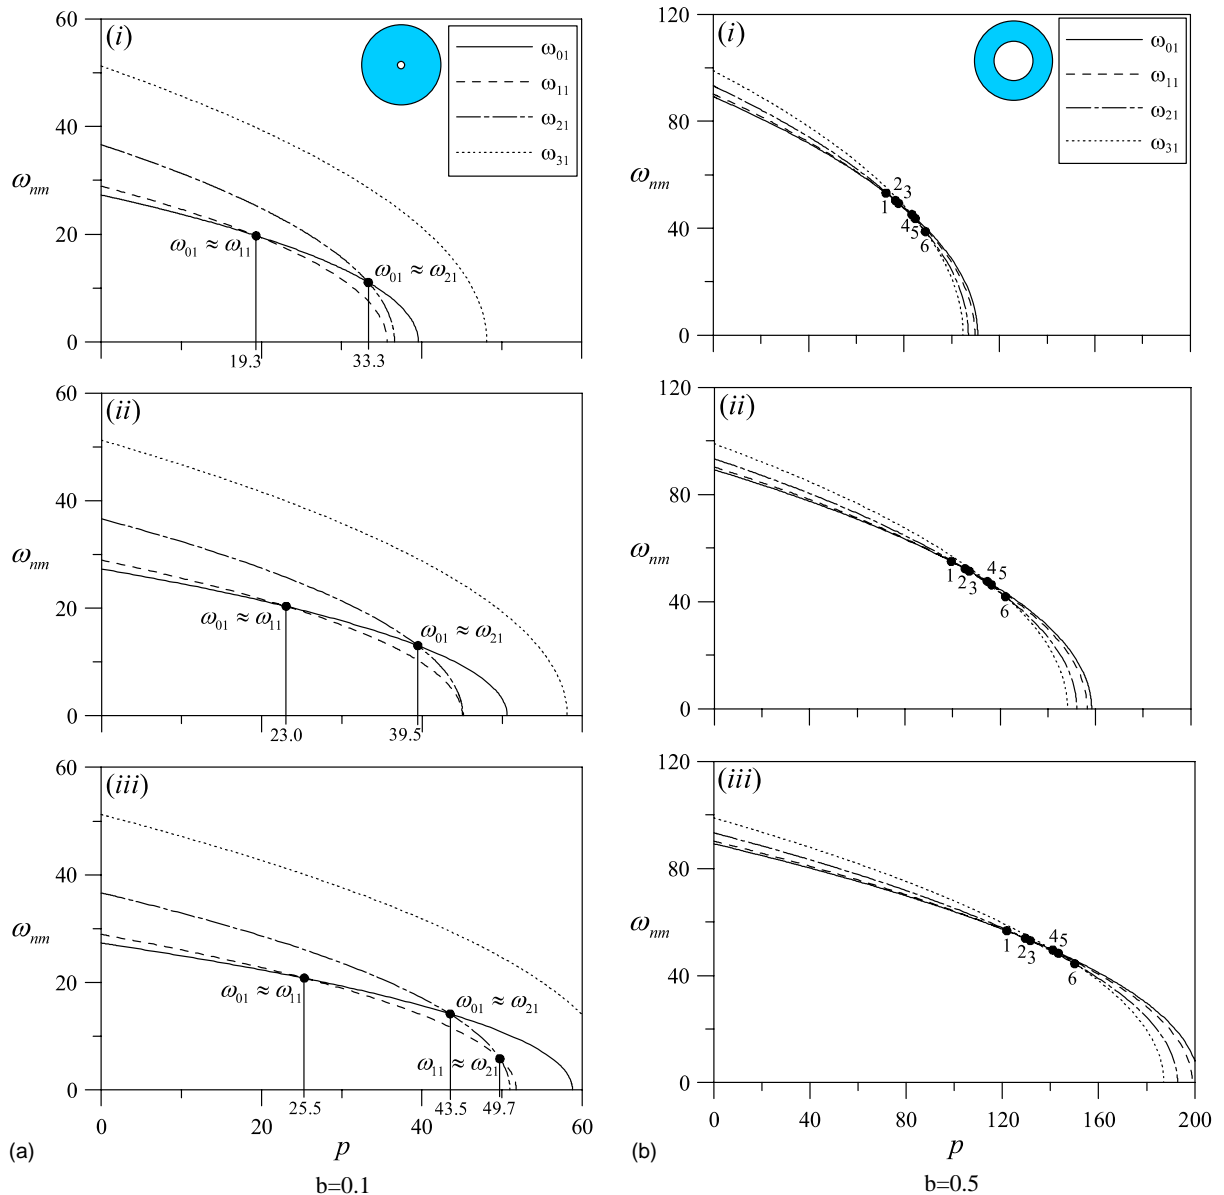 60
(i)
ω01
ω11
ω21
ω31
40
ωnm
20
ω01 ≈ ω11
ω01 ≈ ω21
0
19.3
33.3
60
(ii)
40
ωnm
20
ω01 ≈ ω11
ω01 ≈ ω21
0
23.0
39.5
60
(iii)
40
ωnm
20
ω01 ≈ ω11
ω01 ≈ ω21
ω11 ≈ ω21
0
25.5
43.5
49.7
0 20 40 60
(a)
p
b=0.1
120
(i)
ω01
ω11
ω21
ω31
80
ωnm
40
1
2
3
4
5
6
0
120
(ii)
80
ωnm
40
1
2
3
4
5
6
0
120
(iii)
80
ωnm
40
1
2
3
4
5
6
0
0 40 80 120 160 200
(b)
p
b=0.5